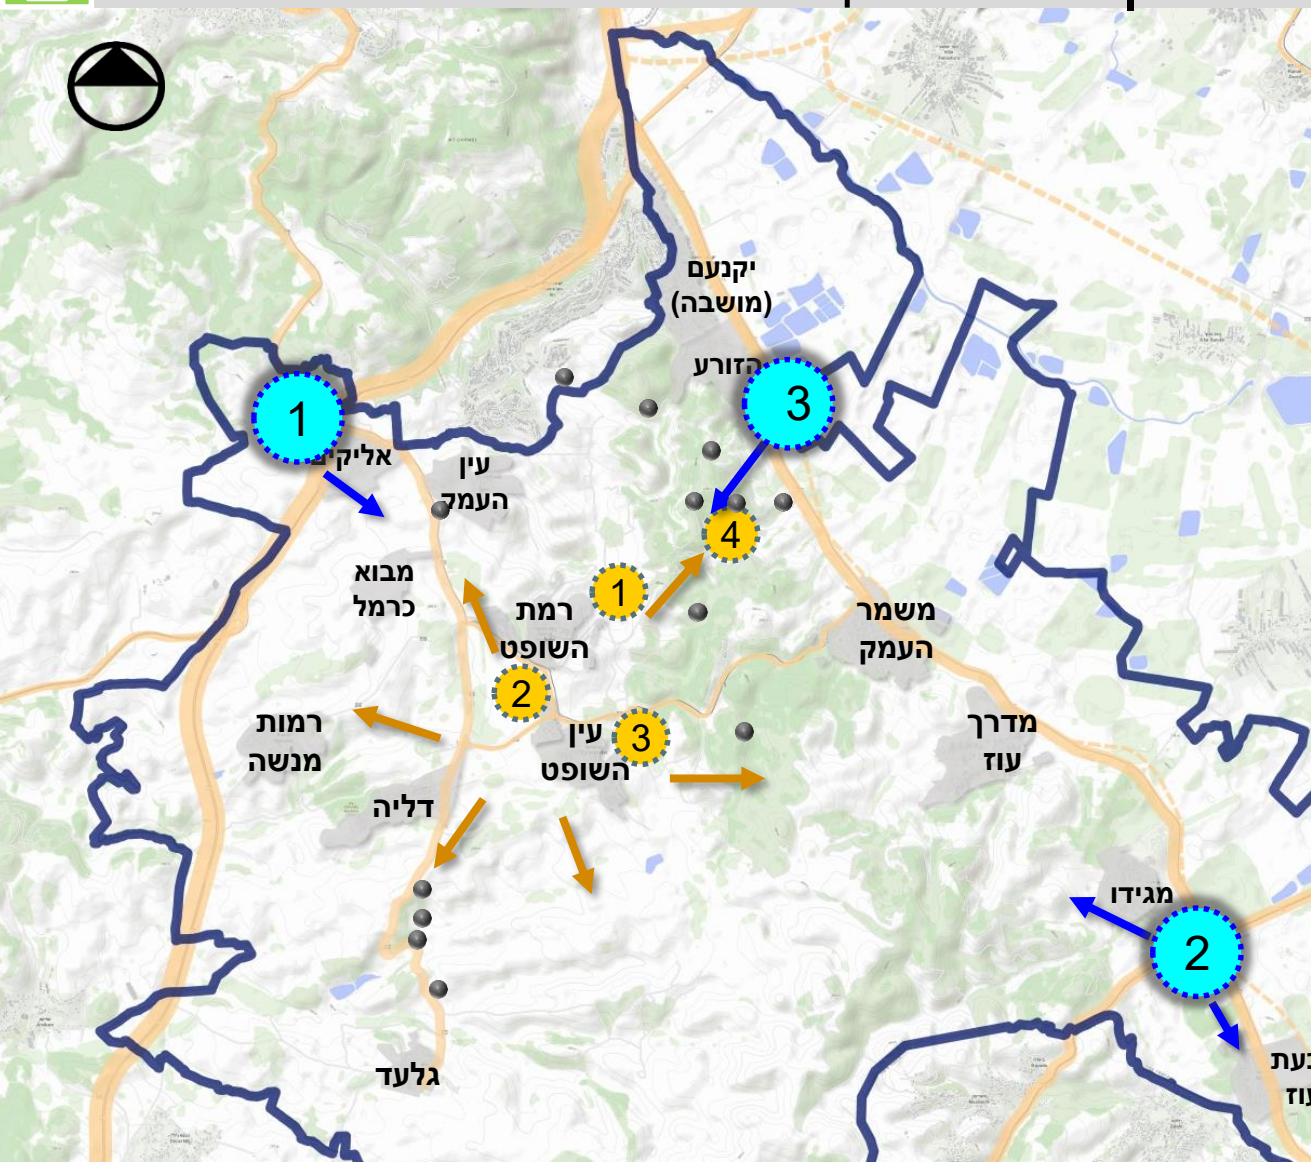 יקנעם
(מושבה)
הזורע
3
1
אליקים
עין
העמק
4
מבוא
כרמל
1
רמת
השופט
משמר
העמק
2
רמות
מנשה
עין
השופט
3
מדרך
עוז
דליה
מגידו
2
גלעד